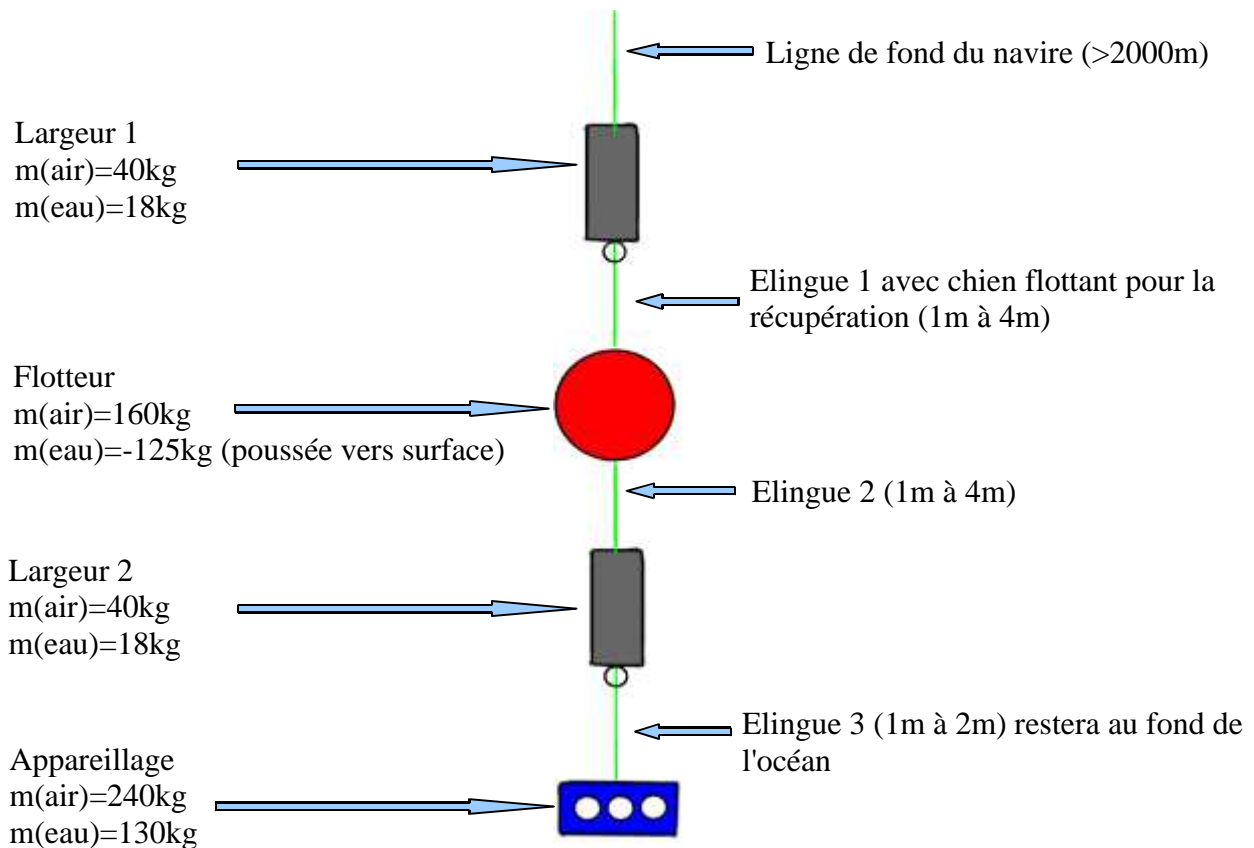 Ligne de fond du navire (>2000m)
Largeur 1
m(air)=40kg
m(eau)=18kg
Elingue 1 avec chien flottant pour la
récupération (1m à 4m)
Flotteur
m(air)=160kg
m(eau)=-125kg (poussée vers surface)
Elingue 2 (1m à 4m)
Largeur 2
m(air)=40kg
m(eau)=18kg
Elingue 3 (1m à 2m) restera au fond de
l'océan
Appareillage
m(air)=240kg
m(eau)=130kg